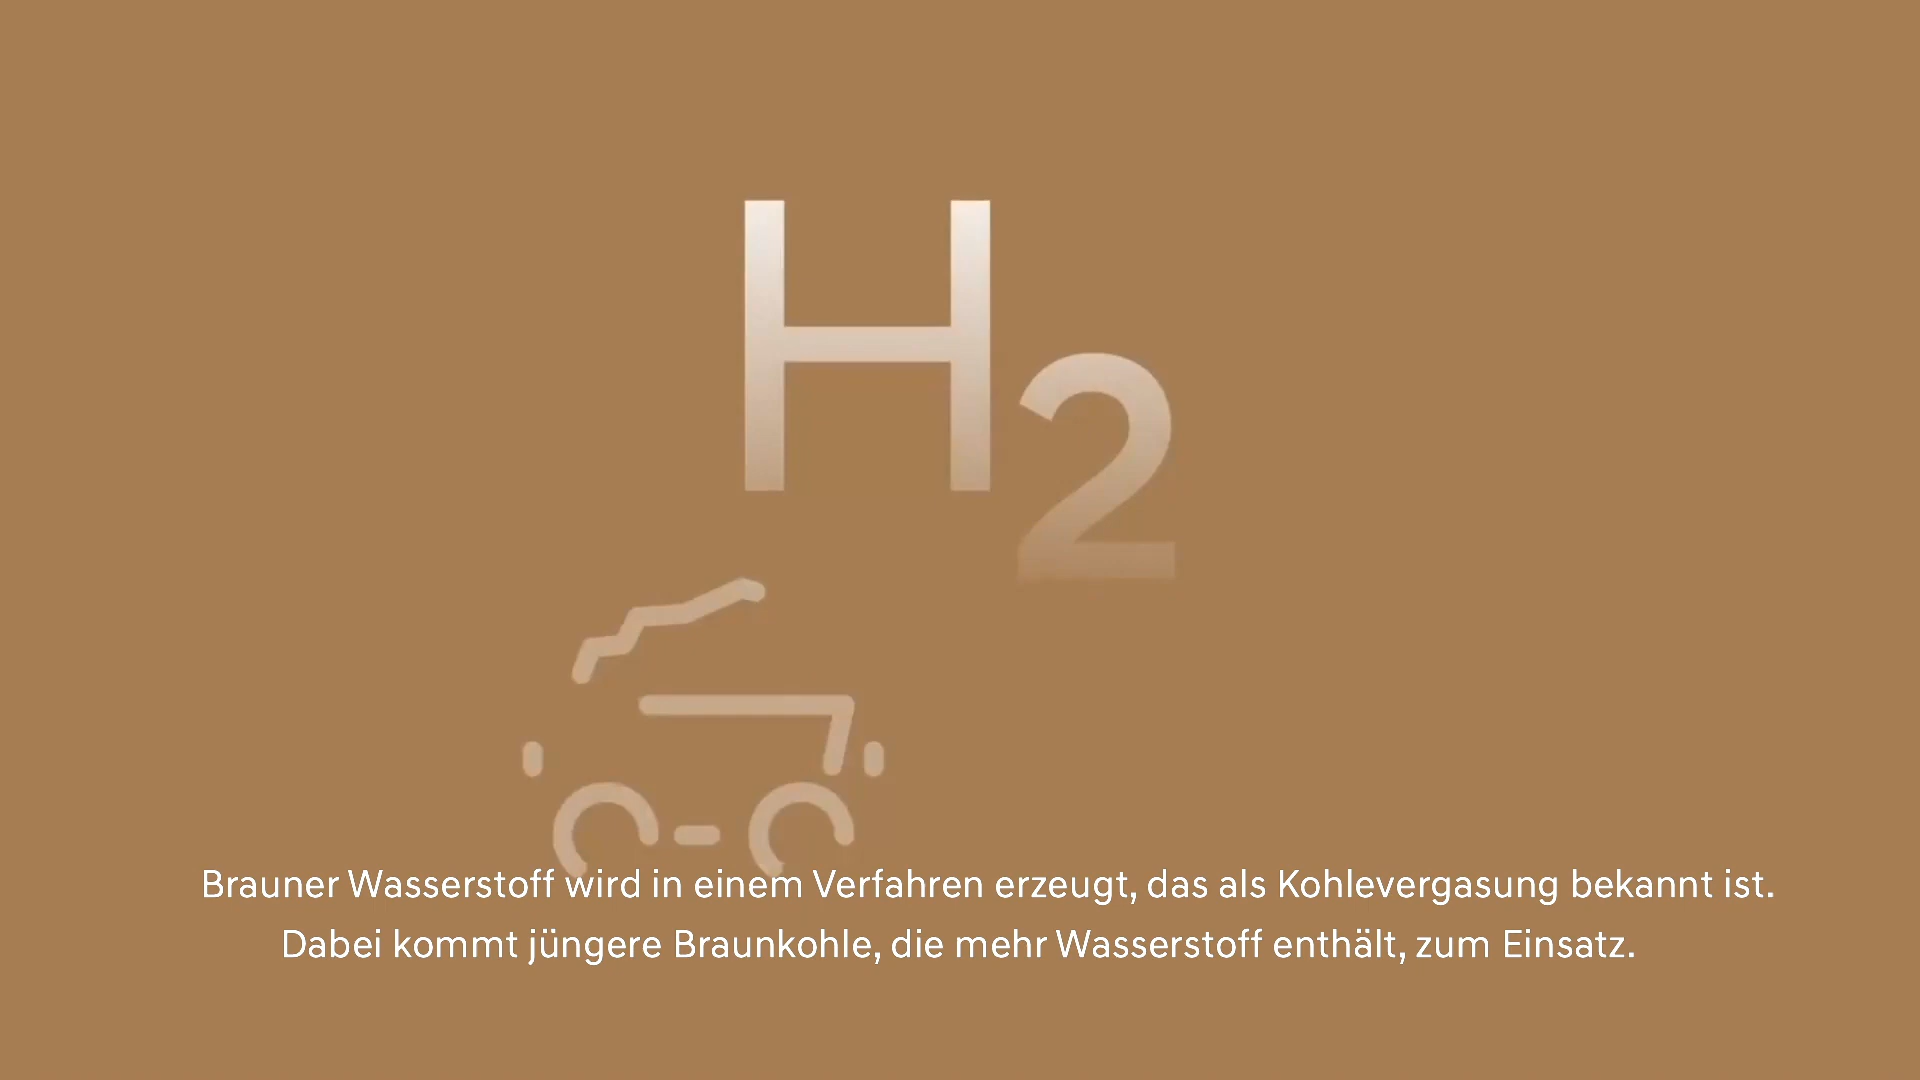 H2
Brauner Wasserstoff wird in einem Verfahren erzeugt, das als Kohlevergasung bekannt ist.
Dabei kommt jüngere Braunkohle, die mehr Wasserstoff enthält, zum Einsatz.